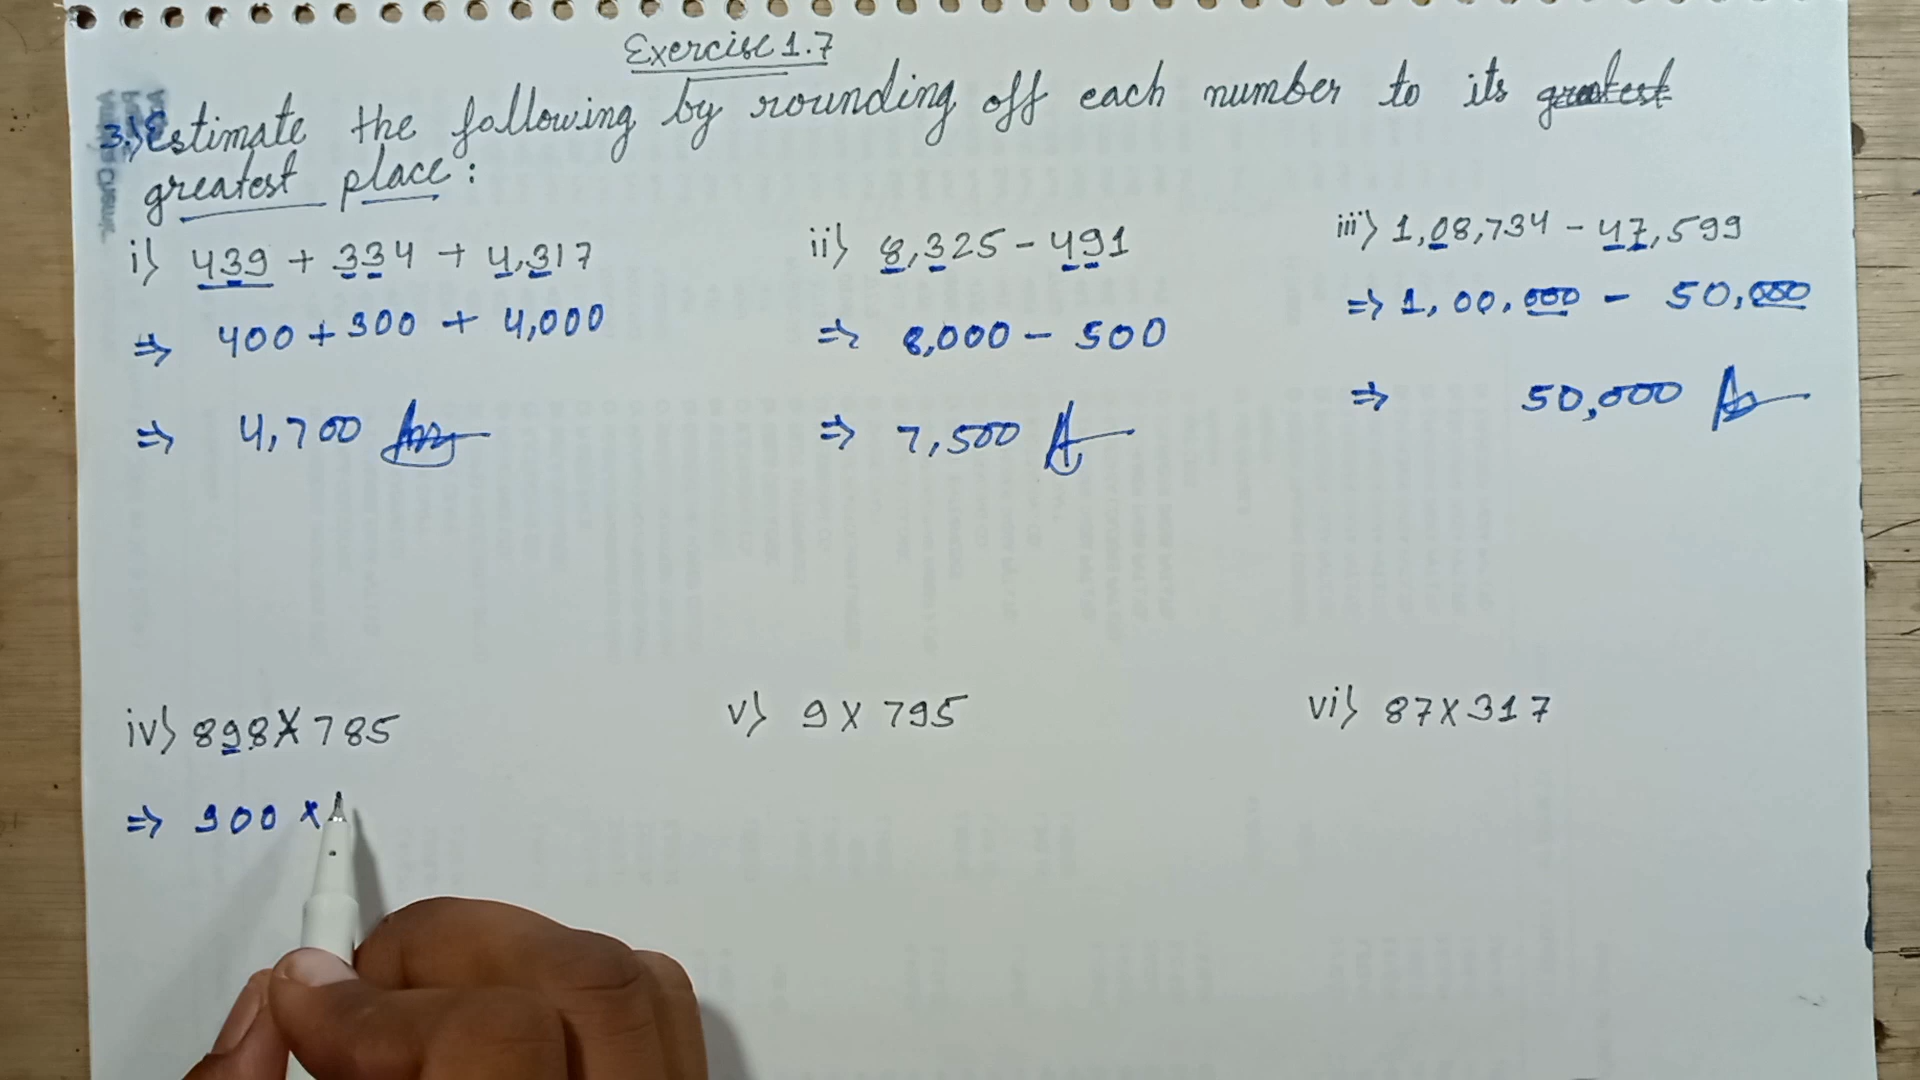 Exercise 1.7
3.) Estimate the following by rounding off each number to its greatest
greatest place:
i) 439 + 334 + 4,317
⇒ 400 + 300 + 4,000
⇒ 4,700 Ans
ii) 8,325 - 491
⇒ 8,000 - 500
⇒ 7,500
iii) 1,08,734 - 47,599
⇒ 1,00,000 - 50,000
⇒ 50,000
iv) 898 X 785
⇒ 900 ×
v) 9 X 795
vi) 87 X 317